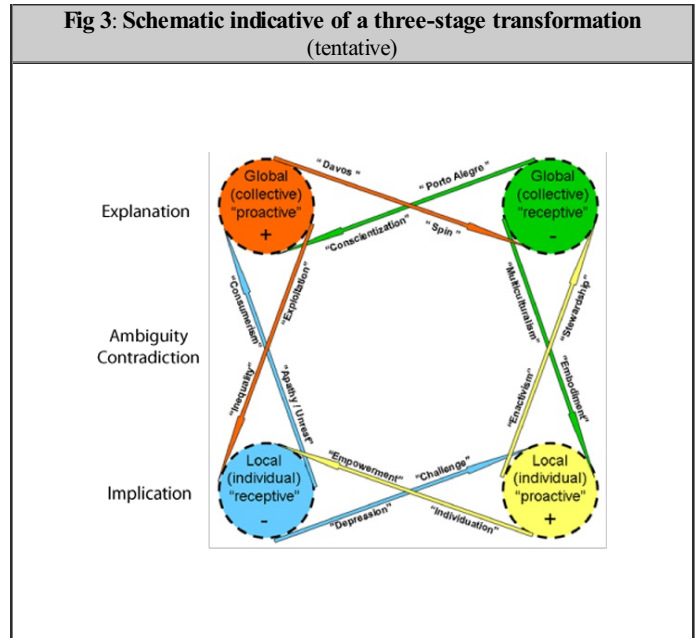 Fig 3: Schematic indicative of a three-stage transformation
(tentative)
Explanation
Global
(collective)
"proactive"
+
"Davos"
"Porto Alegre"
"Conscientization"
"Spin"
Global
(collective)
"receptive"
-
Ambiguity
Contradiction
"Consumerism"
"Exploitation"
"Inequality"
"Apathy / Unrest"
"Multiculturalism"
"Stewardship"
"Enactivism"
"Embodiment"
Implication
Local
(individual)
"receptive"
-
"Empowerment"
"Challenge"
"Depression"
"Individuation"
Local
(individual)
"proactive"
+